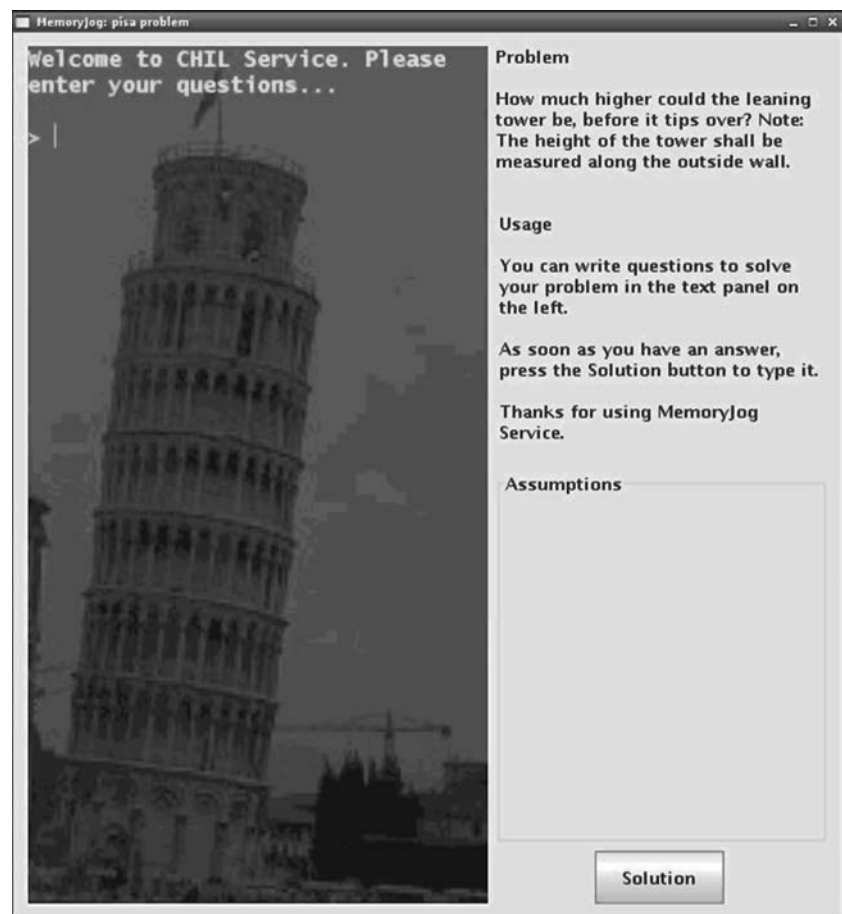 MemoryJog: pisa problem
Welcome to CHIL Service. Please
enter your questions...
>
Problem
How much higher could the leaning
tower be, before it tips over? Note:
The height of the tower shall be
measured along the outside wall.
Usage
You can write questions to solve
your problem in the text panel on
the left.
As soon as you have an answer,
press the Solution button to type it.
Thanks for using MemoryJog
Service.
Assumptions
Solution